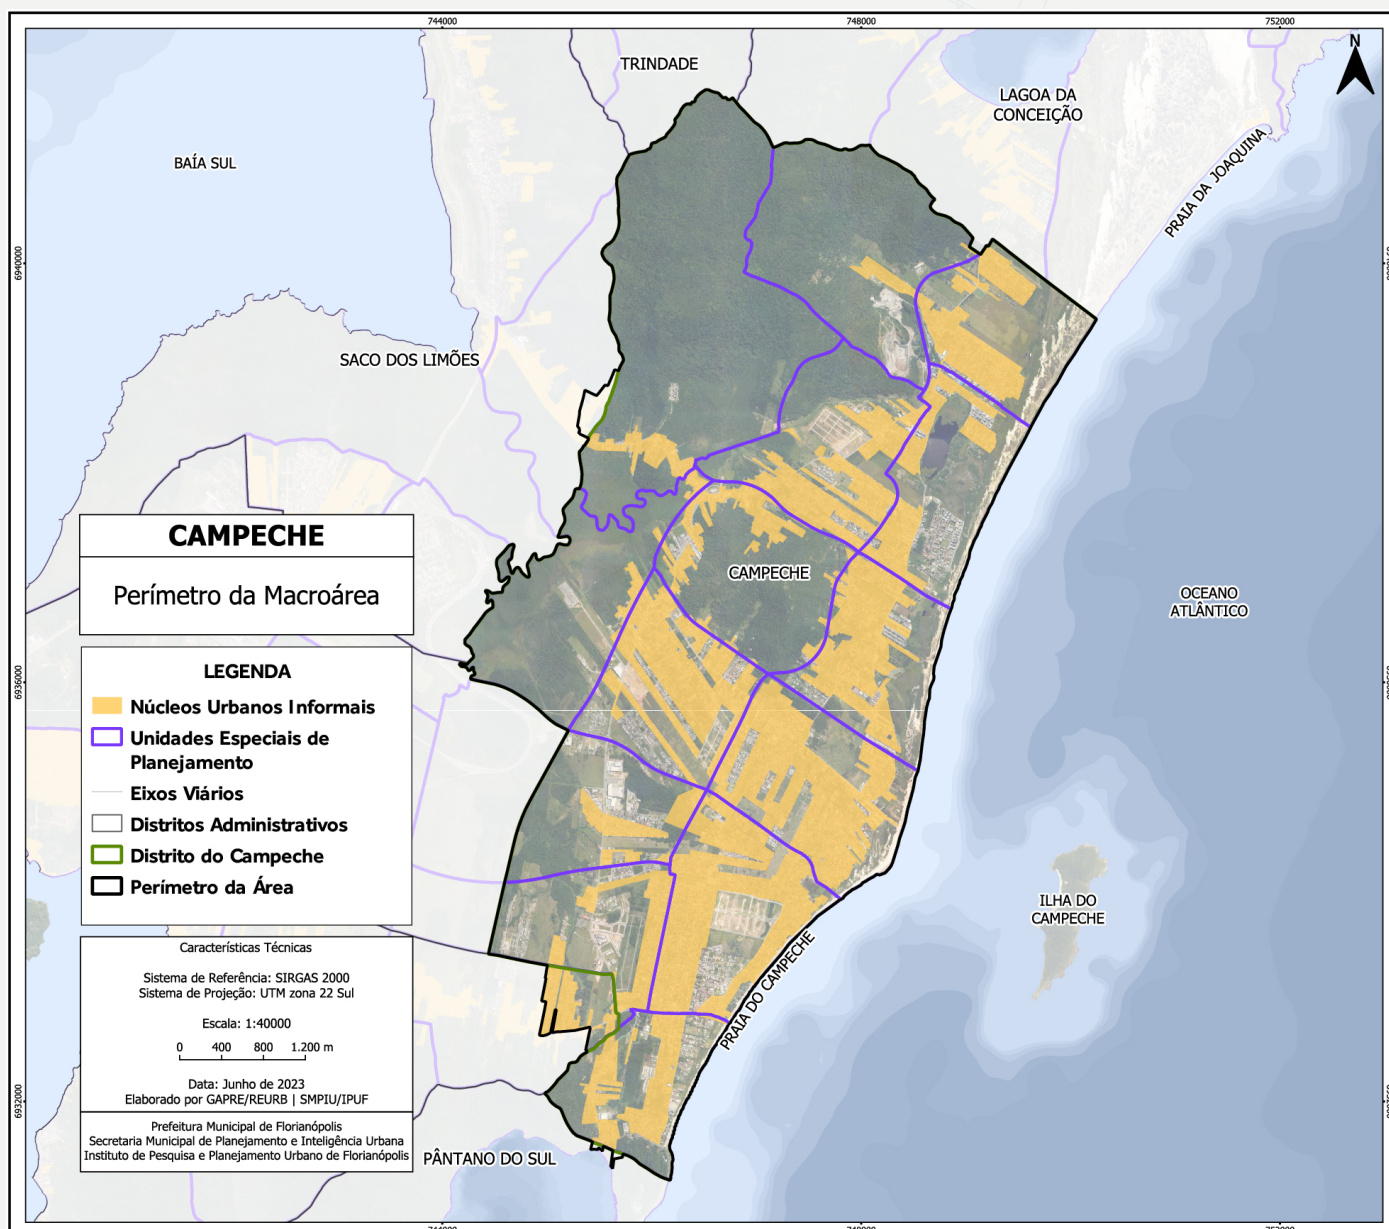 744000
748000
752000
N
TRINDADE
LAGOA DA
CONCEIÇÃO
BAÍA SUL
PRAIA DA JOAQUINA
6940000
SACO DOS LIMÕES
CAMPECHE
Perímetro da Macroárea
CAMPECHE
OCEANO
ATLÂNTICO
LEGENDA
Núcleos Urbanos Informais
Unidades Especiais de
Planejamento
Eixos Viários
Distritos Administrativos
Distrito do Campeche
Perímetro da Área
6936000
ILHA DO
CAMPECHE
PRAIA DO CAMPECHE
Características Técnicas
Sistema de Referência: SIRGAS 2000
Sistema de Projeção: UTM zona 22 Sul
Escala: 1:40000
0 400 800 1.200 m
Data: Junho de 2023
Elaborado por GAPRE/REURB | SMPIU/IPUF
6932000
Prefeitura Municipal de Florianópolis
Secretaria Municipal de Planejamento e Inteligência Urbana
Instituto de Pesquisa e Planejamento Urbano de Florianópolis
PÂNTANO DO SUL